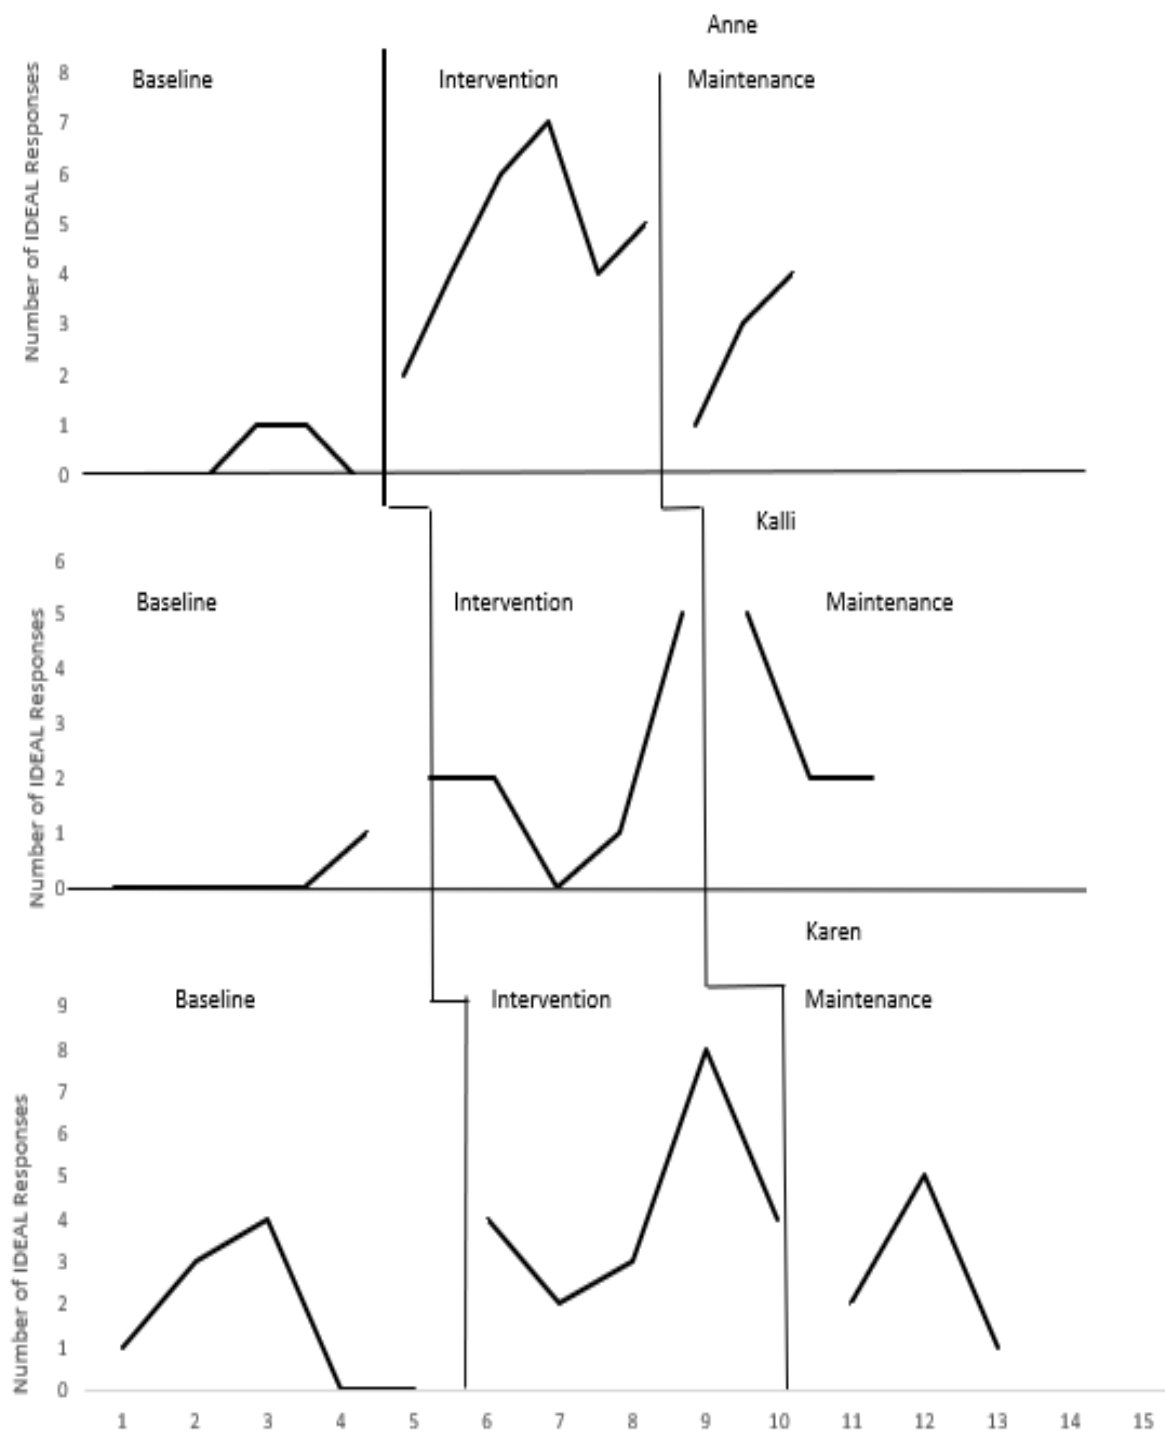 Anne
Baseline Intervention Maintenance
Number of IDEAL Responses
8
7
6
5
4
3
2
1
0
Kalli
Baseline Intervention Maintenance
Number of IDEAL Responses
6
5
4
3
2
1
0
Karen
Baseline Intervention Maintenance
Number of IDEAL Responses
9
8
7
6
5
4
3
2
1
0
1 2 3 4 5 6 7 8 9 10 11 12 13 14 15